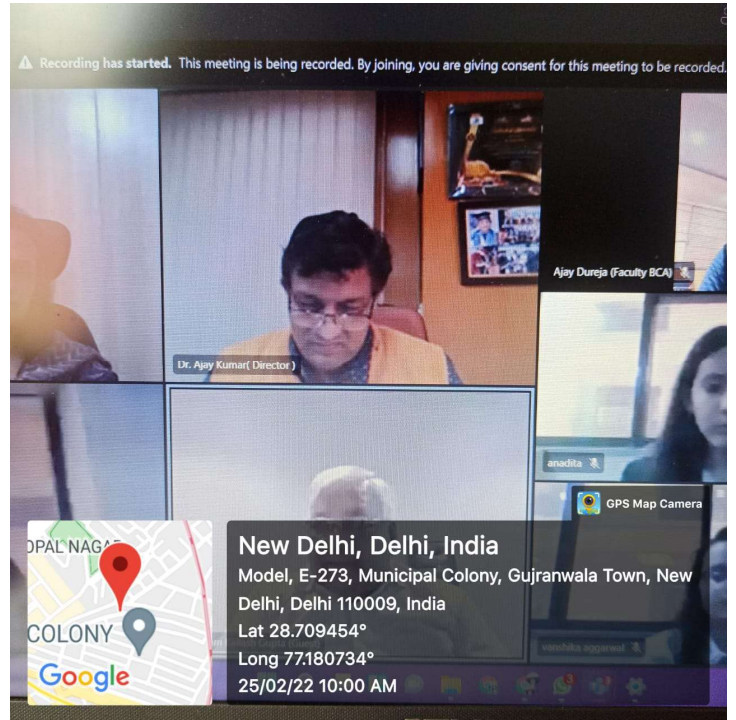 Recording has started. This meeting is being recorded. By joining, you are giving consent for this meeting to be recorded.
Ajay Dureja (Faculty BCA)
Dr. Ajay Kumar( Director )
anadita
GPS Map Camera
OPAL NAGA
COLONY
Google
New Delhi, Delhi, India
Model, E-273, Municipal Colony, Gujranwala Town, New
Delhi, Delhi 110009, India
Lat 28.709454°
Long 77.180734°
25/02/22 10:00 AM
Gupta (Guest)
vanshika aggarwal